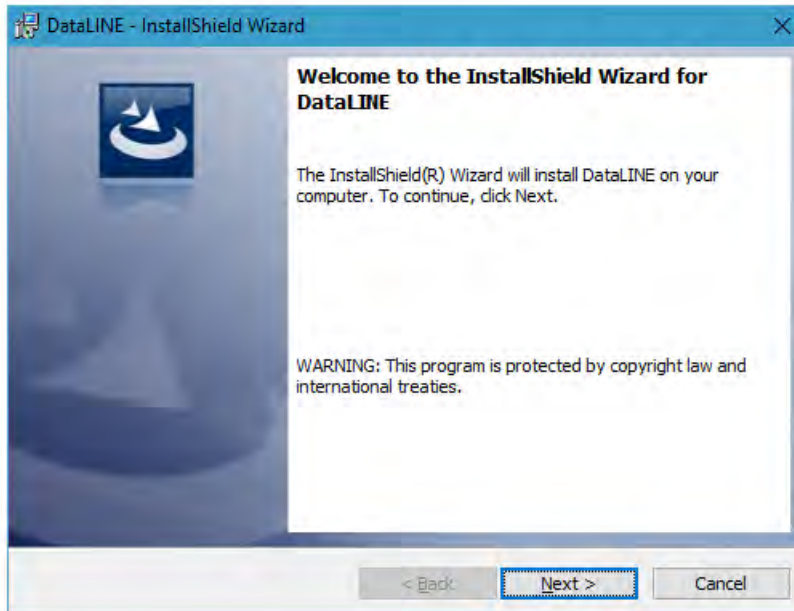 DataLINE - InstallShield Wizard
Welcome to the InstallShield Wizard for
DataLINE
The InstallShield(R) Wizard will install DataLINE on your
computer. To continue, click Next.
WARNING: This program is protected by copyright law and
international treaties.
< Back
Next >
Cancel